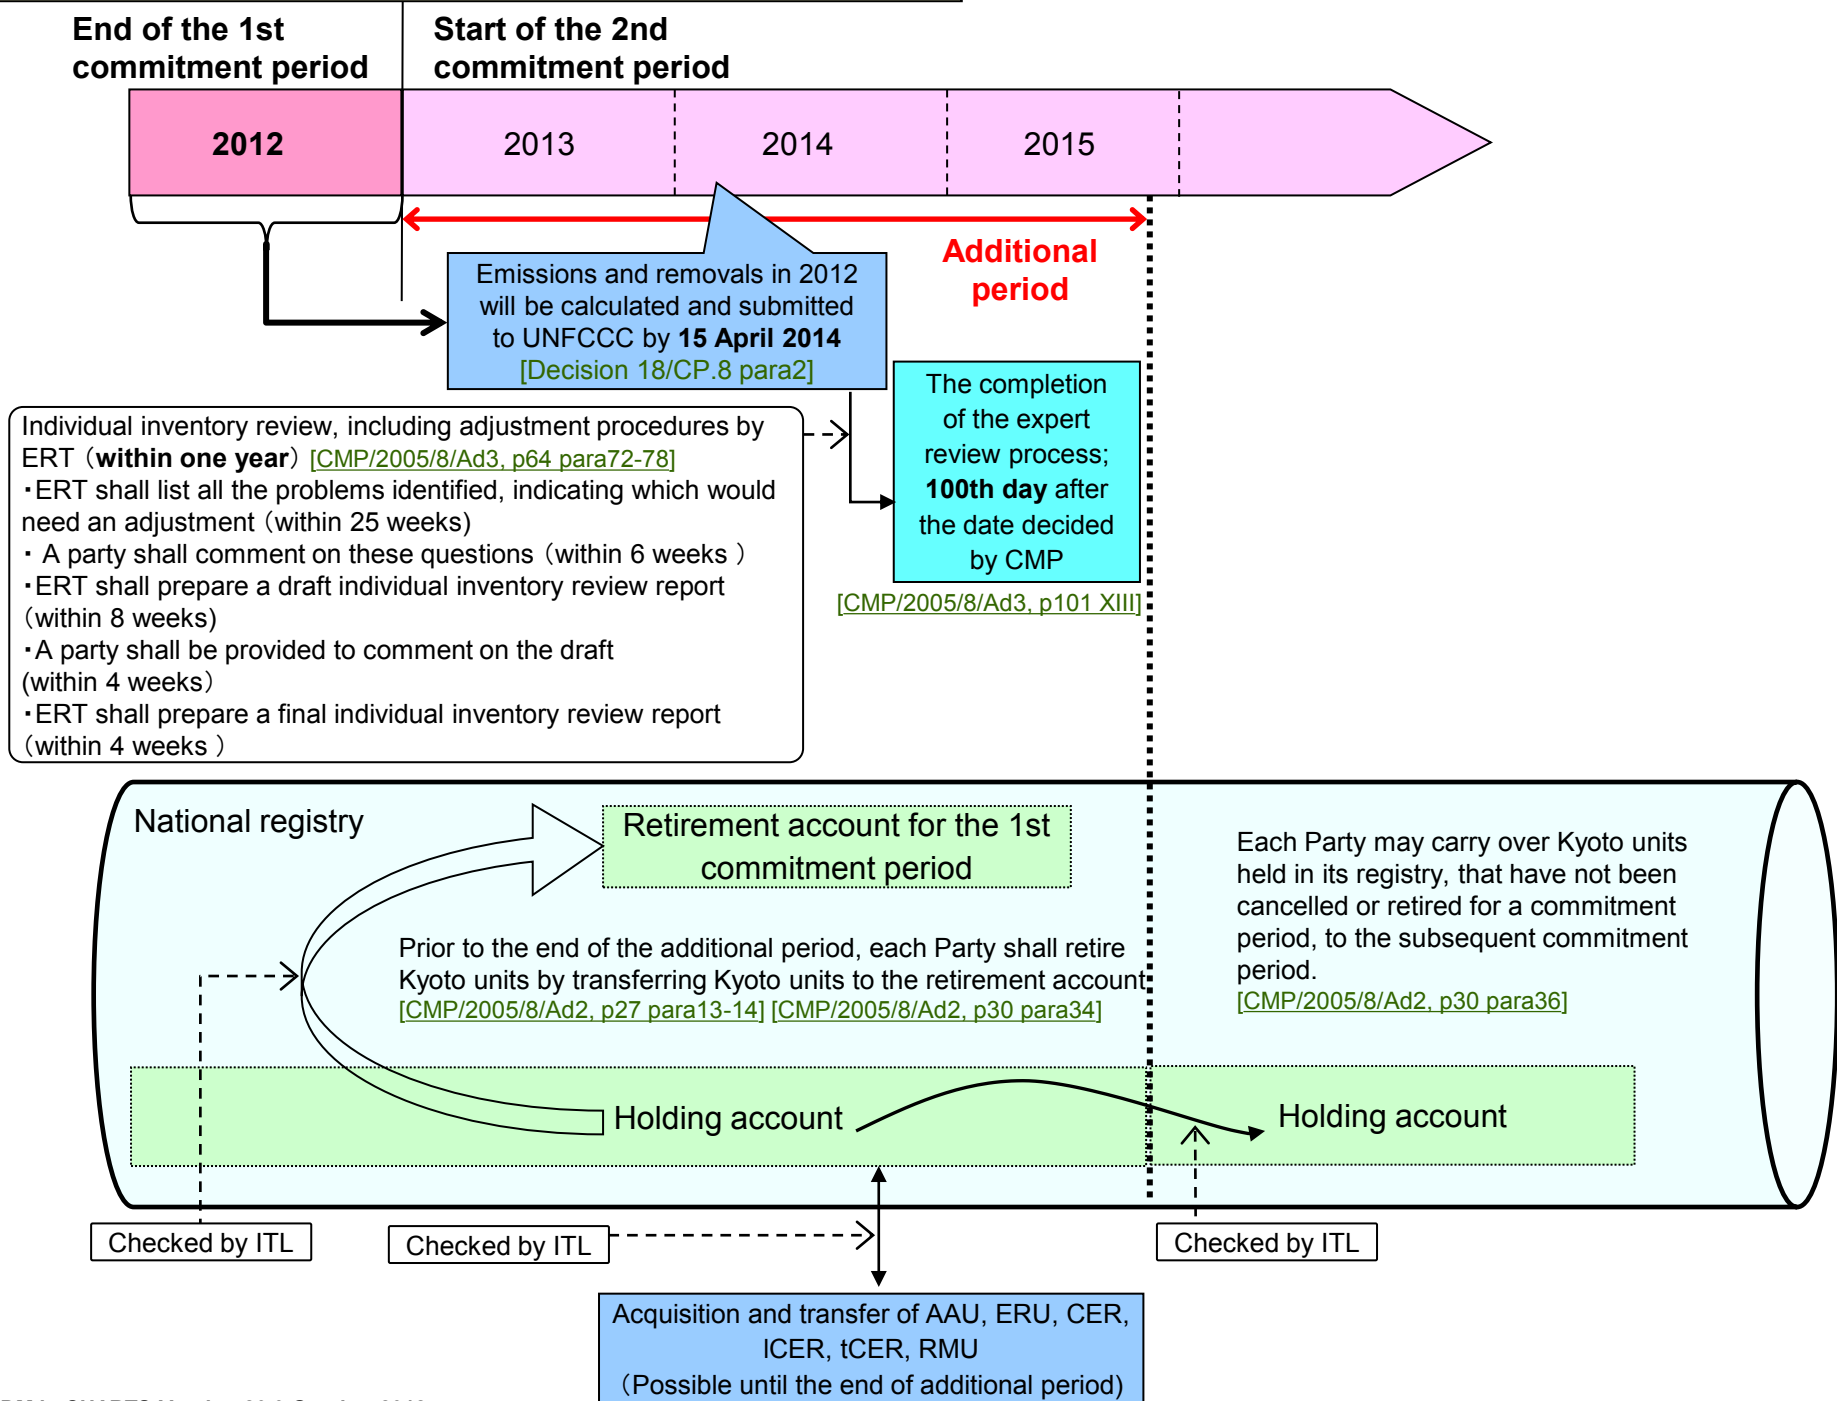 End of the 1st
commitment period
Start of the 2nd
commitment period
2012
2013
2014
2015
Additional
period
Emissions and removals in 2012
will be calculated and submitted
to UNFCCC by 15 April 2014
[Decision 18/CP.8 para2]
The completion
of the expert
review process;
100th day after
the date decided
by CMP
[CMP/2005/8/Ad3, p101 XIII]
Individual inventory review, including adjustment procedures by
ERT（within one year）[CMP/2005/8/Ad3, p64 para72-78]
・ERT shall list all the problems identified, indicating which would
need an adjustment（within 25 weeks)
・ A party shall comment on these questions（within 6 weeks ）
・ERT shall prepare a draft individual inventory review report
（within 8 weeks)
・A party shall be provided to comment on the draft
(within 4 weeks）
・ERT shall prepare a final individual inventory review report
（within 4 weeks ）
National registry
Retirement account for the 1st
commitment period
Each Party may carry over Kyoto units
held in its registry, that have not been
cancelled or retired for a commitment
period, to the subsequent commitment
period.
[CMP/2005/8/Ad2, p30 para36]
Prior to the end of the additional period, each Party shall retire
Kyoto units by transferring Kyoto units to the retirement account
[CMP/2005/8/Ad2, p27 para13-14] [CMP/2005/8/Ad2, p30 para34]
Holding account
Holding account
Checked by ITL
Checked by ITL
Checked by ITL
Acquisition and transfer of AAU, ERU, CER,
lCER, tCER, RMU
（Possible until the end of additional period)